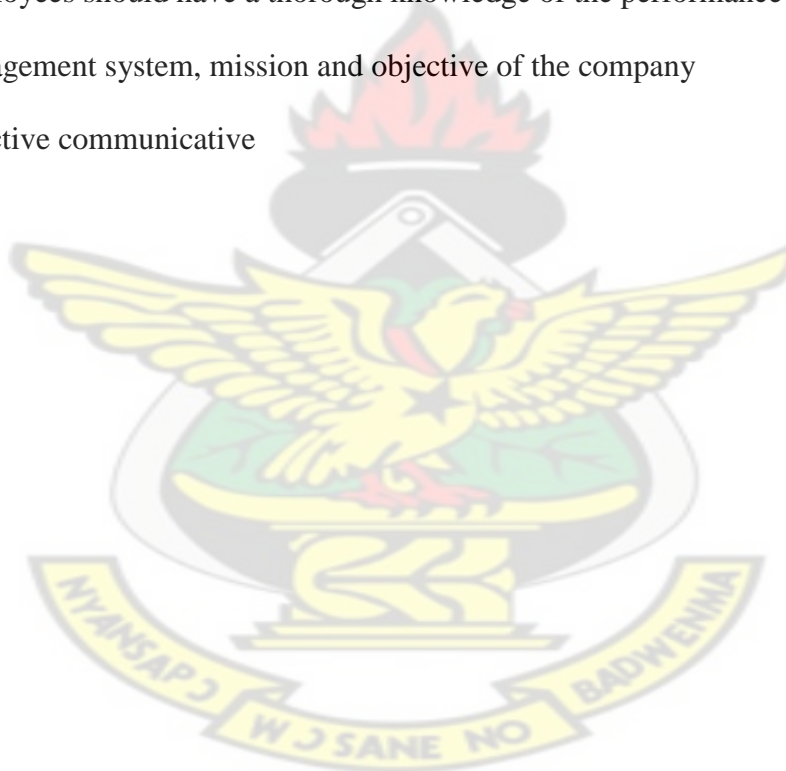 oyees should have a thorough knowledge of the performance
agement system, mission and objective of the company
ctive communicative
NYANSAPƆ
WƆSANE NO
BADWENMA